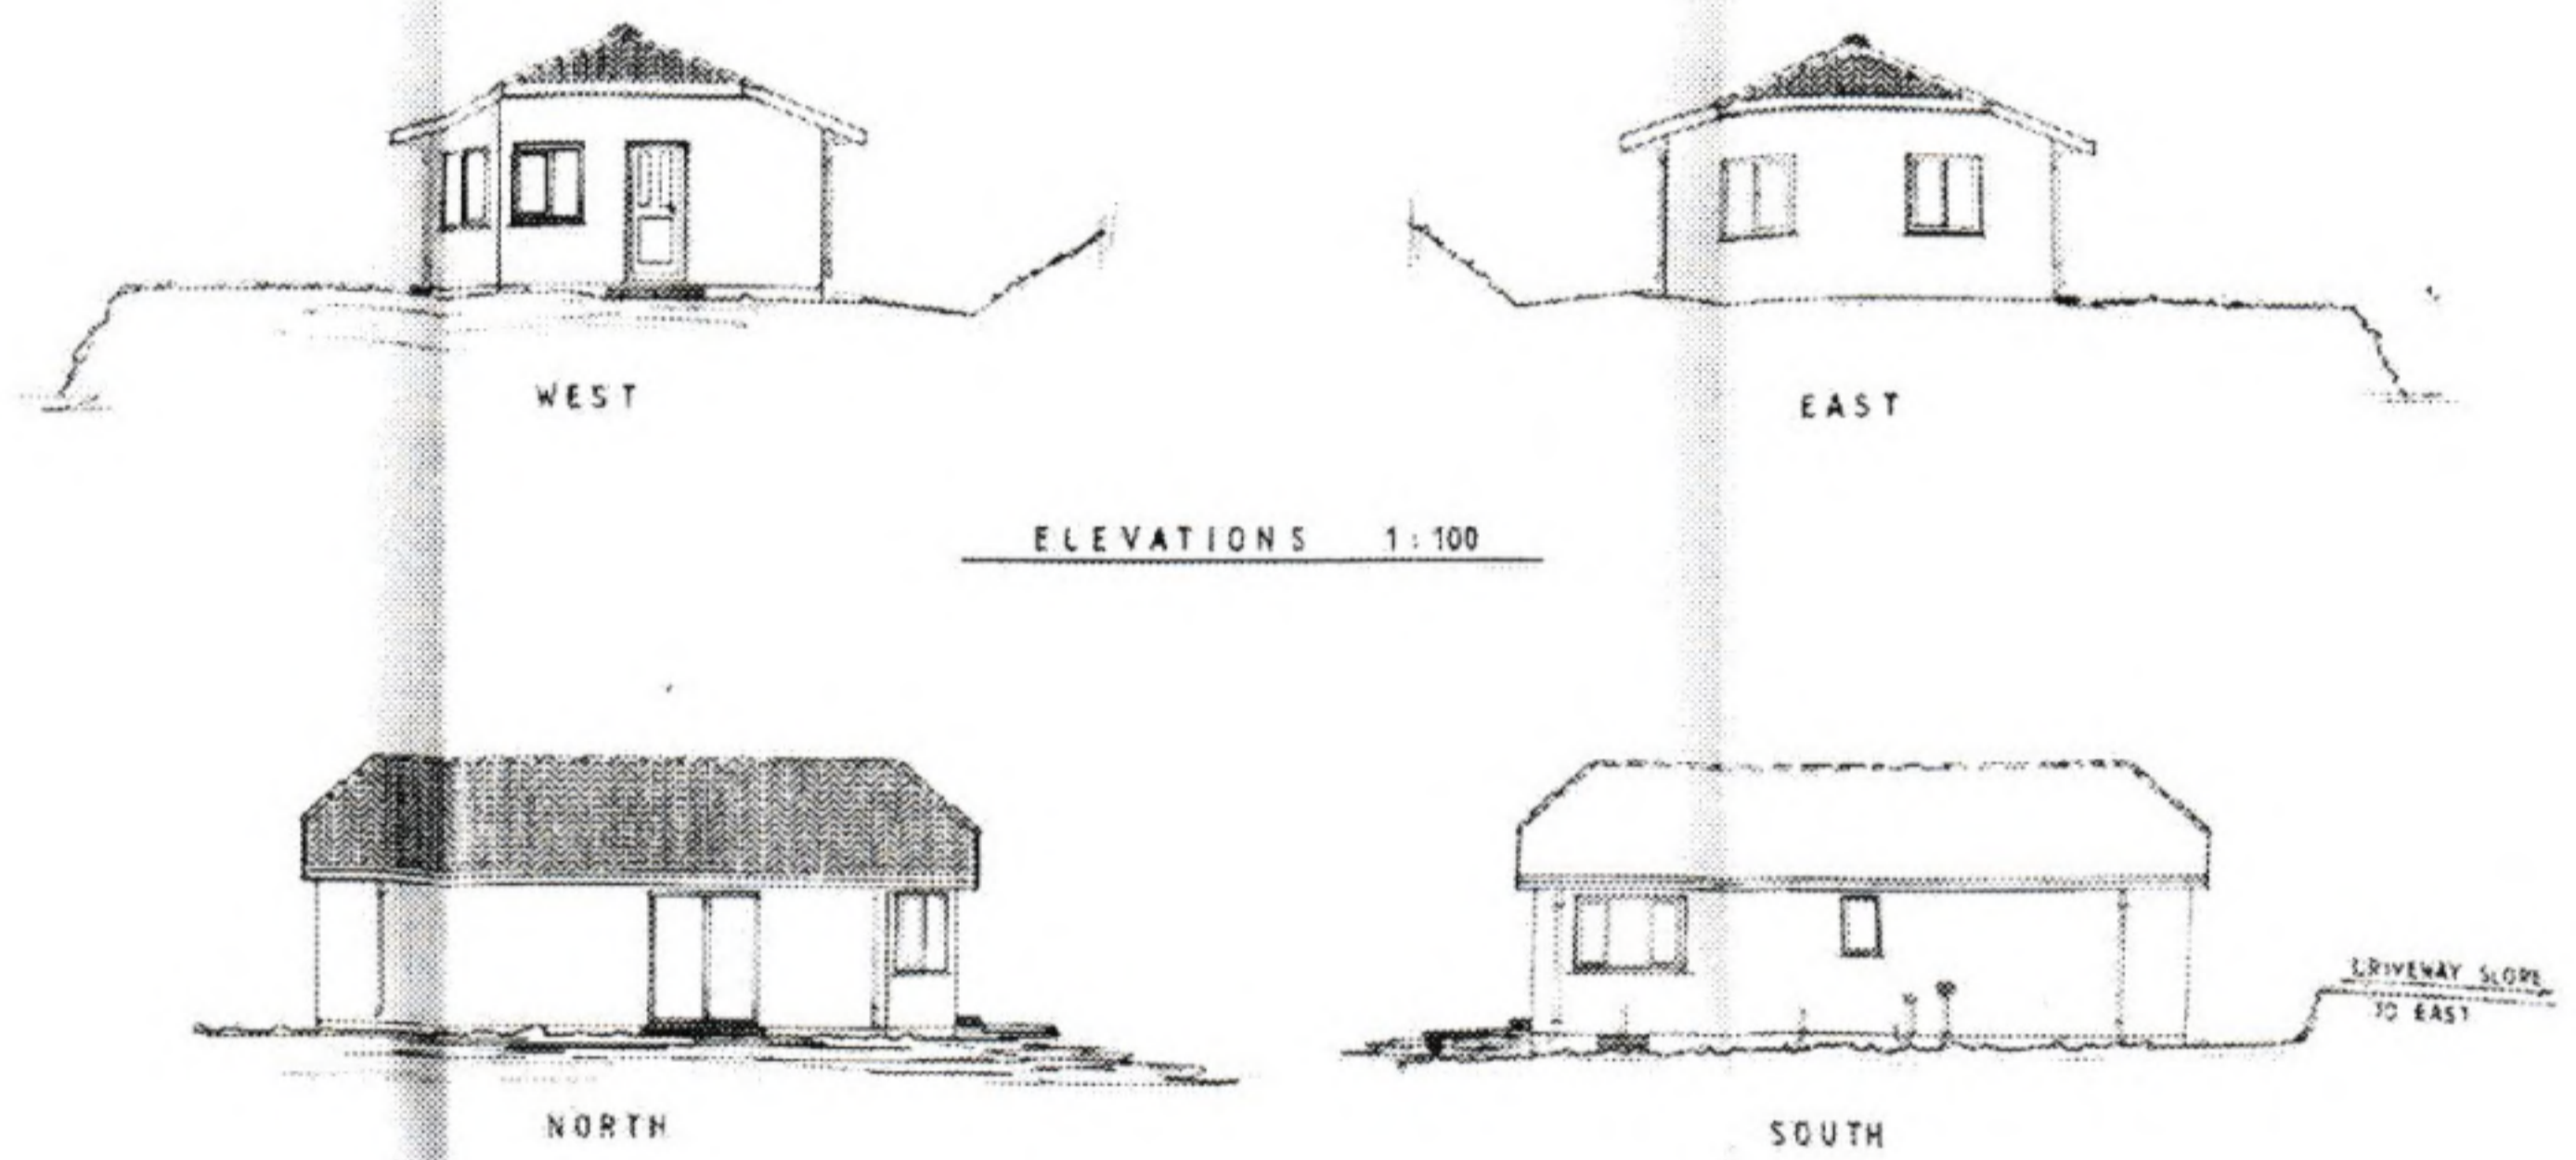 WEST
EAST
ELEVATIONS 1:100
DRIVEWAY SLOPE
TO EAST
NORTH
SOUTH